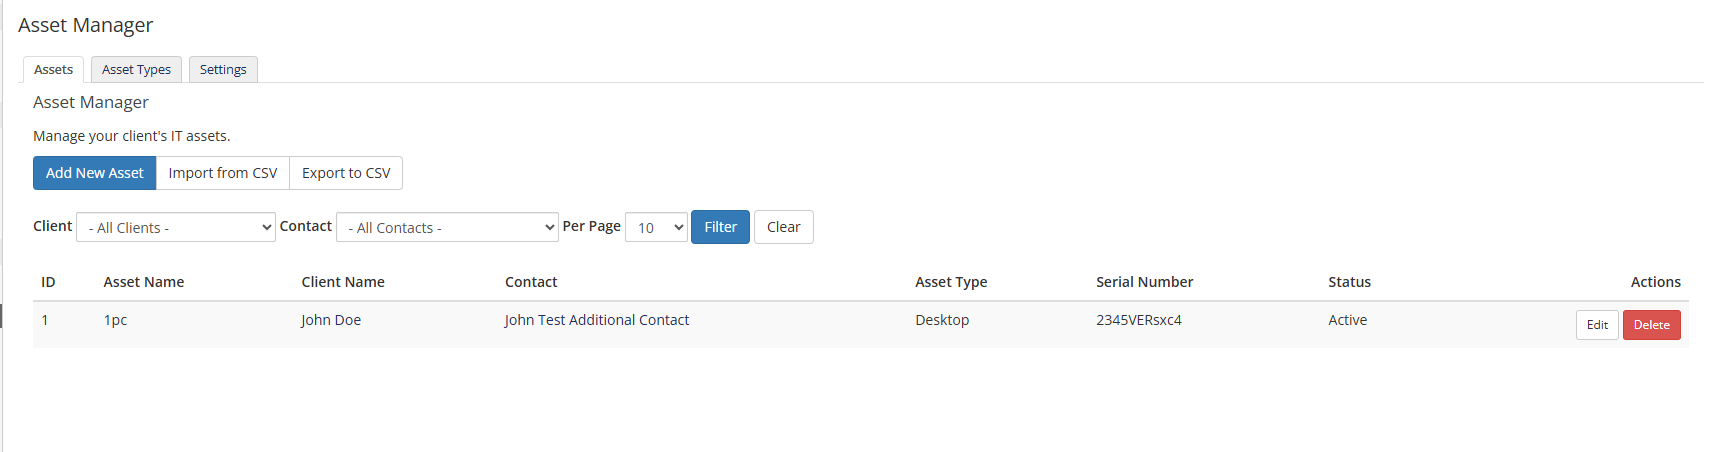 Asset Manager
Assets Asset Types Settings
Asset Manager
Manage your client's IT assets.
Add New Asset Import from CSV Export to CSV
Client - All Clients - Contact - All Contacts - Per Page 10 Filter Clear
ID Asset Name Client Name Contact Asset Type Serial Number Status Actions
1 1pc John Doe John Test Additional Contact Desktop 2345VERsxc4 Active Edit Delete